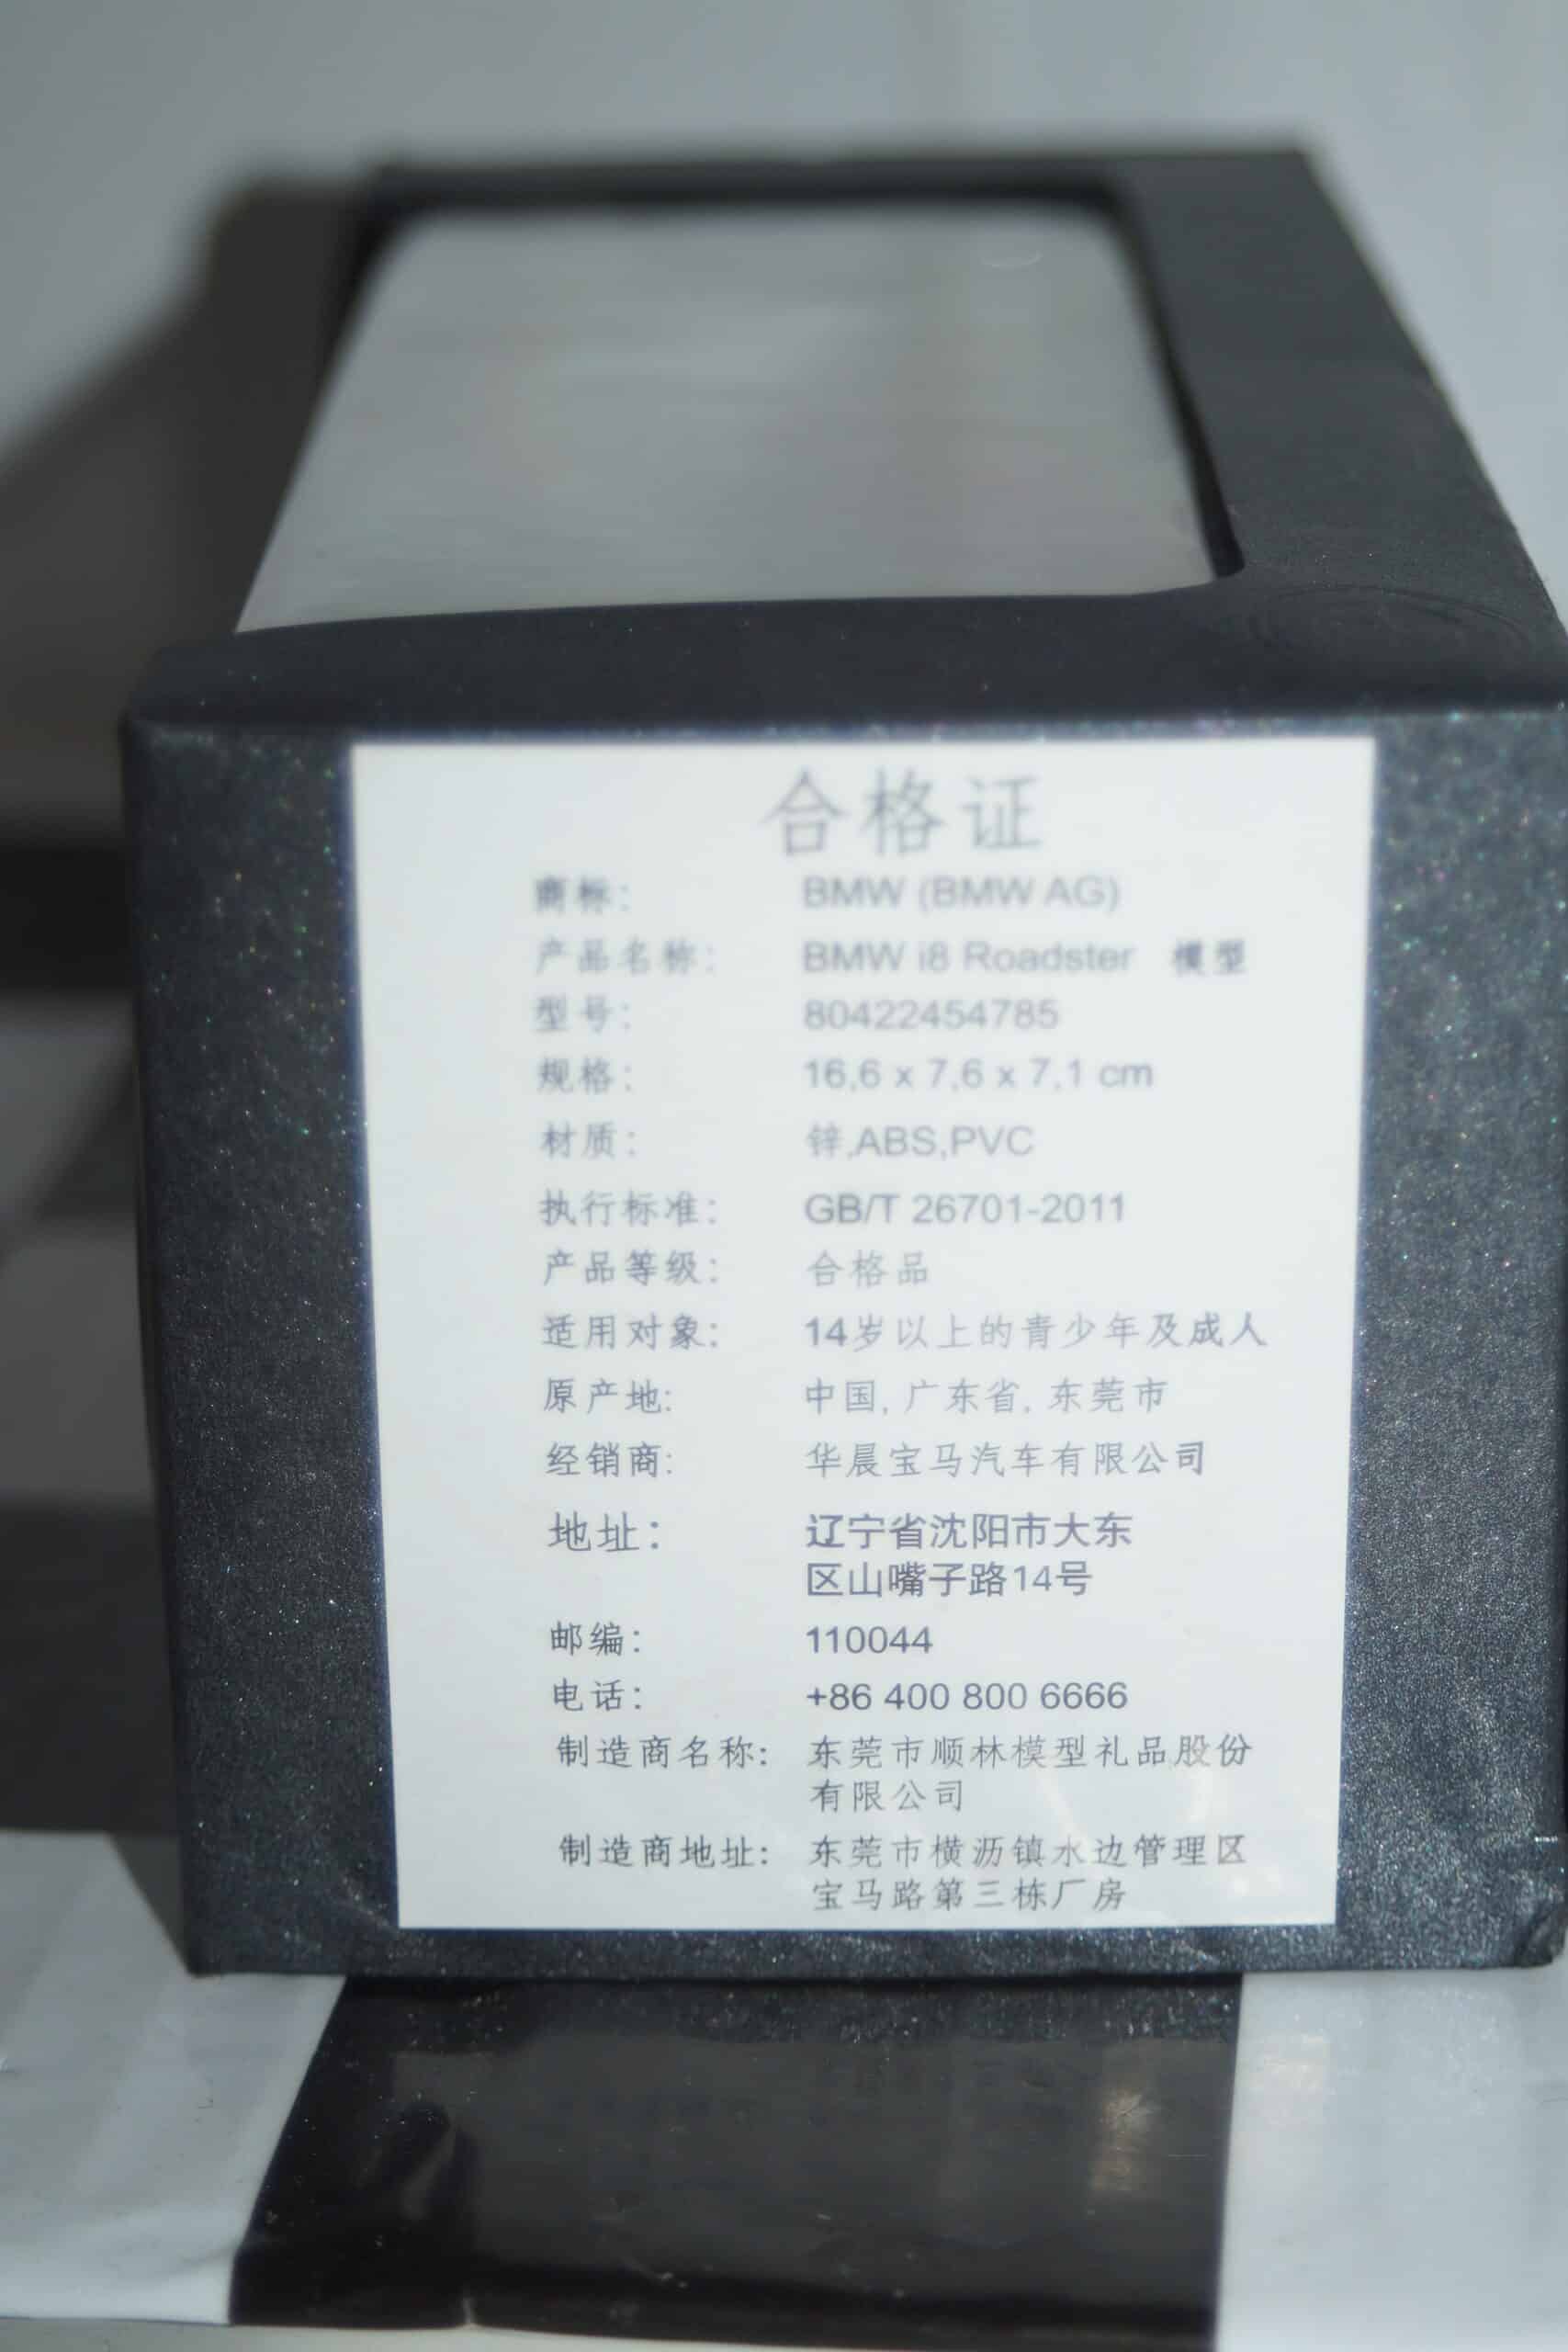 合格证
商标: BMW (BMW AG)
产品名称: BMW i8 Roadster 模型
型号: 80422454785
规格: 16,6 x 7,6 x 7,1 cm
材质: 锌,ABS,PVC
执行标准: GB/T 26701-2011
产品等级: 合格品
适用对象: 14岁以上的青少年及成人
原产地: 中国, 广东省, 东莞市
经销商: 华晨宝马汽车有限公司
地址: 辽宁省沈阳市大东
区山嘴子路14号
邮编: 110044
电话: +86 400 800 6666
制造商名称: 东莞市顺林模型礼品股份
有限公司
制造商地址: 东莞市横沥镇水边管理区
宝马路第三栋厂房